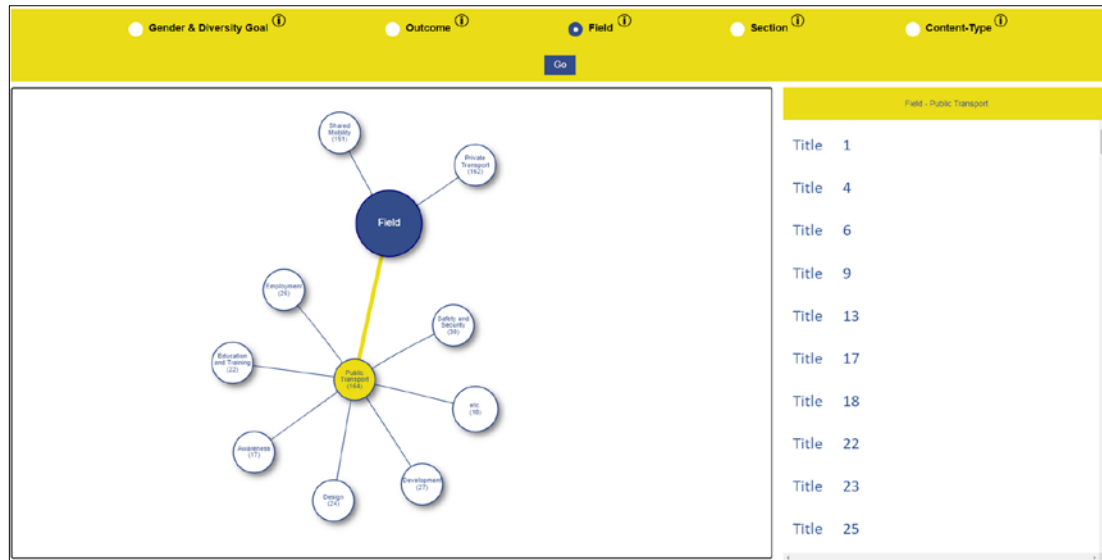 Gender & Diversity Goal
Outcome
Field
Section
Content-Type
Go
Shared
Mobility
(151)
Private
Transport
(162)
Field
Employment
(26)
Safety and
Security
(30)
Education
and Training
(22)
Public
Transport
(164)
etc
(18)
Awareness
(17)
Development
(27)
Design
(24)
Field - Public Transport
Title 1
Title 4
Title 6
Title 9
Title 13
Title 17
Title 18
Title 22
Title 23
Title 25